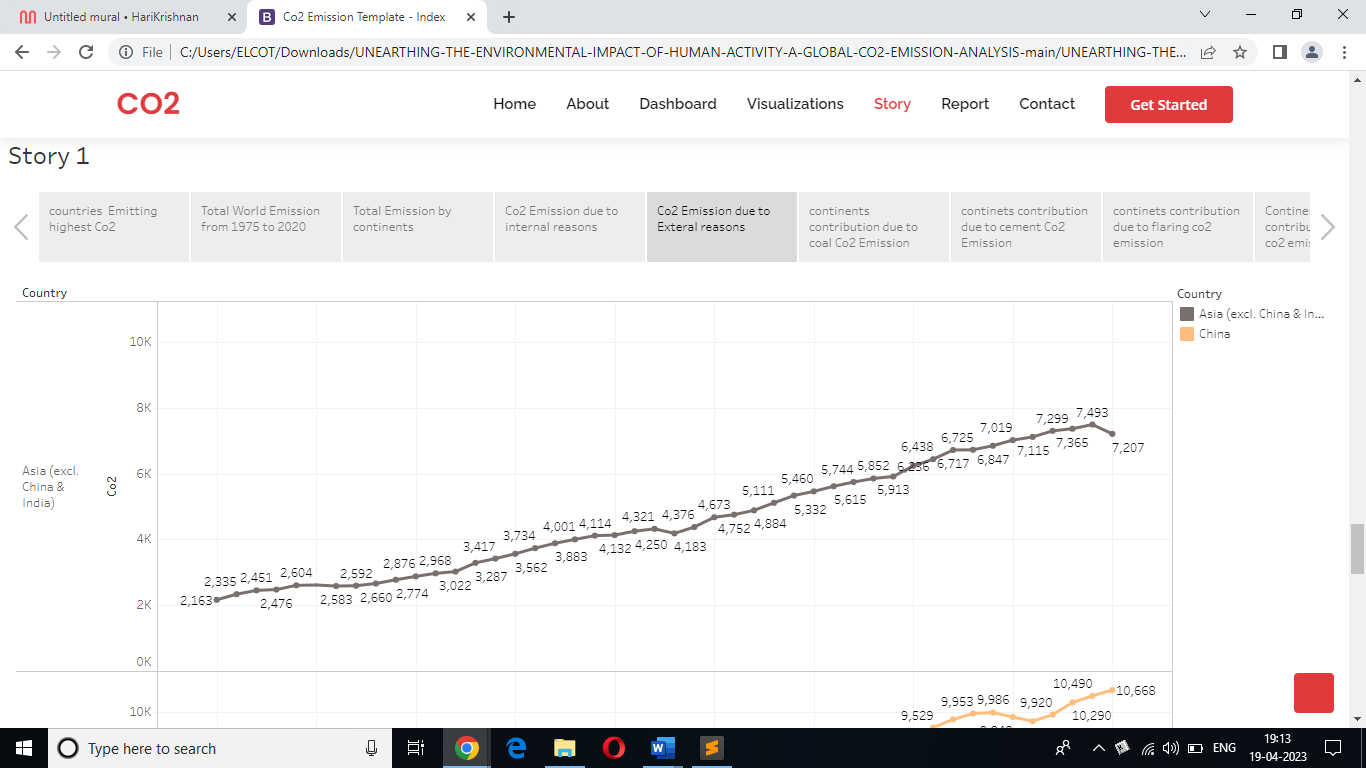 Untitled mural • HariKrishnan
Co2 Emission Template - Index
File C:/Users/ELCOT/Downloads/UNEARTHING-THE-ENVIRONMENTAL-IMPACT-OF-HUMAN-ACTIVITY-A-GLOBAL-CO2-EMISSION-ANALYSIS-main/UNEARTHING-THE...
CO2 Home About Dashboard Visualizations Story Report Contact Get Started
Story 1
countries Emitting
highest Co2
Total World Emission
from 1975 to 2020
Total Emission by
continents
Co2 Emission due to
internal reasons
Co2 Emission due to
Exteral reasons
continents
contribution due to
coal Co2 Emission
continets contribution
due to cement Co2
Emission
continets contribution
due to flaring co2
emission
Contine
contribu
co2 emis
Country
Asia (excl.
China &
India)
Co2
10K
8K
6K
4K
2K
0K
2,163
2,335
2,451
2,476
2,604
2,583
2,592
2,660
2,774
2,876
2,968
3,022
3,287
3,417
3,562
3,734
3,883
4,001
4,114
4,132
4,250
4,321
4,183
4,376
4,673
4,752
4,884
5,111
5,332
5,460
5,615
5,744
5,852
5,913
6,236
6,438
6,717
6,725
6,847
7,019
7,115
7,299
7,365
7,493
7,207
Country
Asia (excl. China & In...
China
10K
9,529
9,953
9,986
9,920
10,290
10,490
10,668
Type here to search
ENG
19:13
19-04-2023